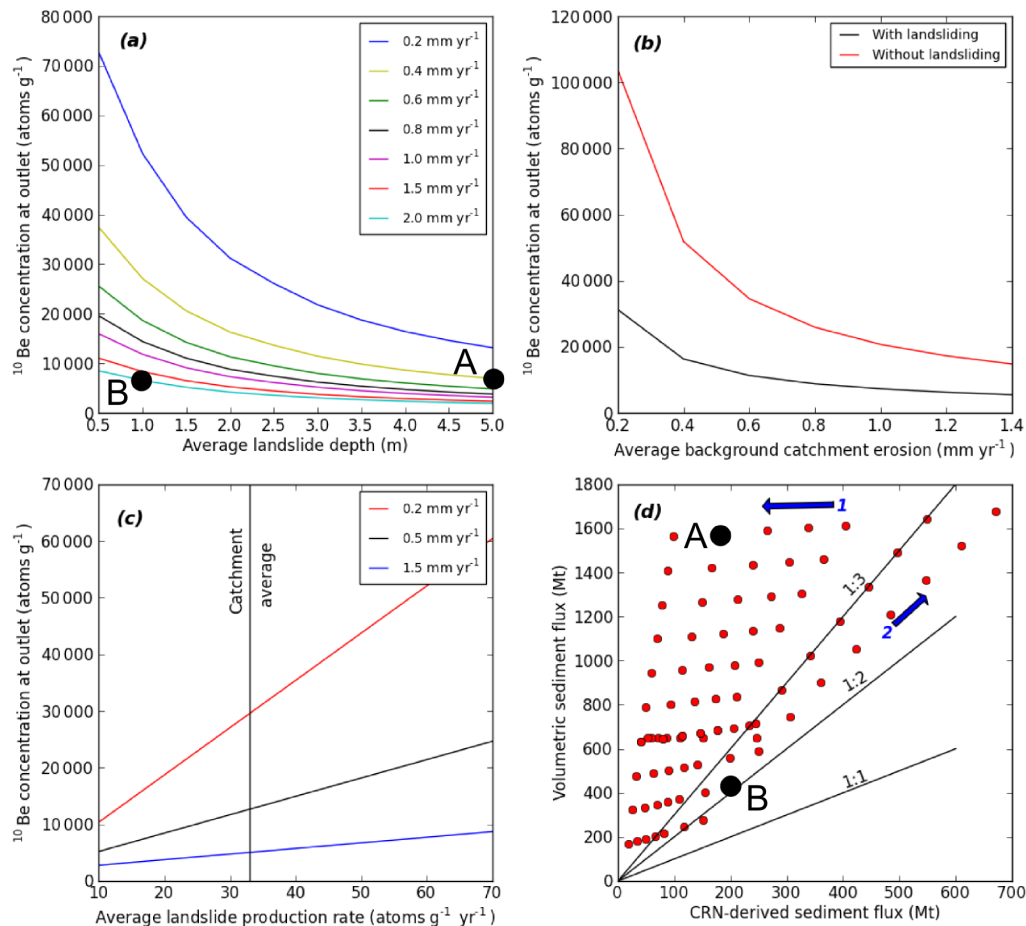 (a)
80 000
70 000
60 000
50 000
40 000
30 000
20 000
10 000
0
¹⁰ Be concentration at outlet (atoms g⁻¹)
0.2 mm yr⁻¹
0.4 mm yr⁻¹
0.6 mm yr⁻¹
0.8 mm yr⁻¹
1.0 mm yr⁻¹
1.5 mm yr⁻¹
2.0 mm yr⁻¹
A
B
0.5 1.0 1.5 2.0 2.5 3.0 3.5 4.0 4.5 5.0
Average landslide depth (m)
(b)
120 000
100 000
80 000
60 000
40 000
20 000
0
¹⁰ Be concentration at outlet (atoms g⁻¹)
With landsliding
Without landsliding
0.2 0.4 0.6 0.8 1.0 1.2 1.4
Average background catchment erosion (mm yr⁻¹)
(c)
70 000
60 000
50 000
40 000
30 000
20 000
10 000
0
¹⁰ Be concentration at outlet (atoms g⁻¹)
0.2 mm yr⁻¹
0.5 mm yr⁻¹
1.5 mm yr⁻¹
Catchment
average
10 20 30 40 50 60 70
Average landslide production rate (atoms g⁻¹ yr⁻¹)
(d)
1800
1600
1400
1200
1000
800
600
400
200
0
Volumetric sediment flux (Mt)
1
A
1:3
2
1:2
1:1
B
0 100 200 300 400 500 600 700
CRN-derived sediment flux (Mt)